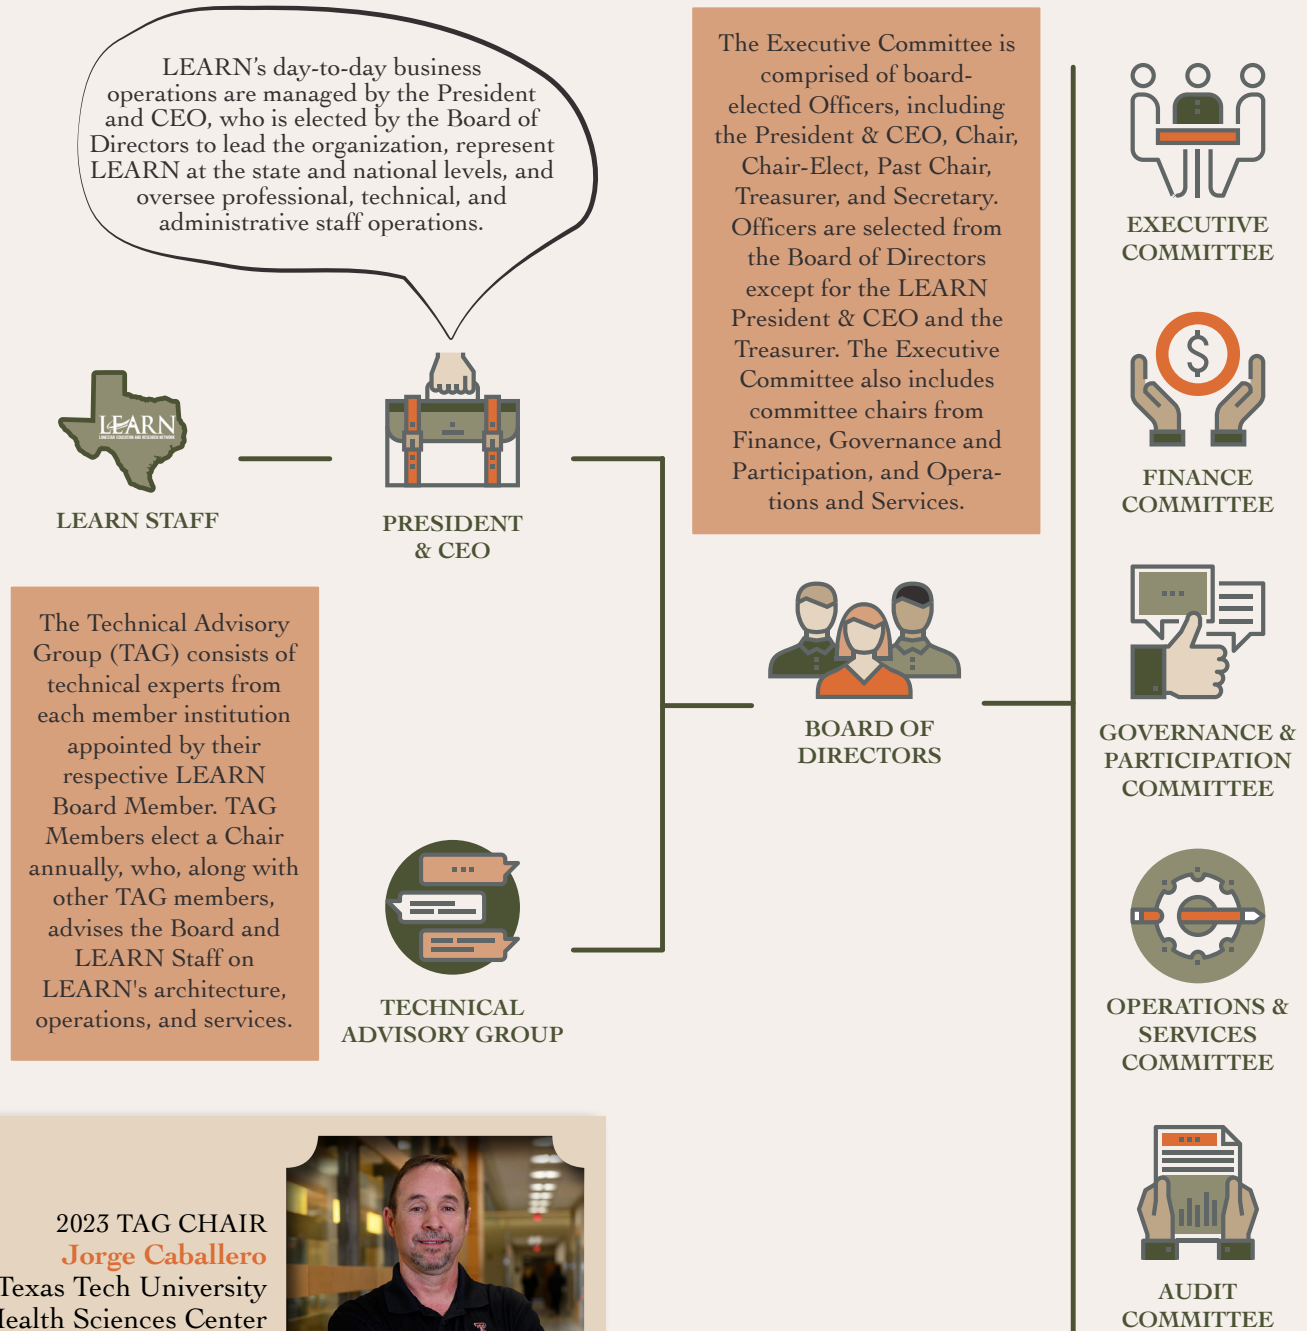 LEARN's day-to-day business
operations are managed by the President
and CEO, who is elected by the Board of
Directors to lead the organization, represent
LEARN at the state and national levels, and
oversee professional, technical, and
administrative staff operations.
The Executive Committee is
comprised of board-
elected Officers, including
the President & CEO, Chair,
Chair-Elect, Past Chair,
Treasurer, and Secretary.
Officers are selected from
the Board of Directors
except for the LEARN
President & CEO and the
Treasurer. The Executive
Committee also includes
committee chairs from
Finance, Governance and
Participation, and Opera-
tions and Services.
EXECUTIVE
COMMITTEE
$
FINANCE
COMMITTEE
LEARN
LONESTAR EDUCATION AND RESEARCH NETWORK
LEARN STAFF
PRESIDENT
& CEO
The Technical Advisory
Group (TAG) consists of
technical experts from
each member institution
appointed by their
respective LEARN
Board Member. TAG
Members elect a Chair
annually, who, along with
other TAG members,
advises the Board and
LEARN Staff on
LEARN's architecture,
operations, and services.
BOARD OF
DIRECTORS
GOVERNANCE &
PARTICIPATION
COMMITTEE
TECHNICAL
ADVISORY GROUP
OPERATIONS &
SERVICES
COMMITTEE
AUDIT
COMMITTEE
2023 TAG CHAIR
Jorge Caballero
Texas Tech University
Health Sciences Center